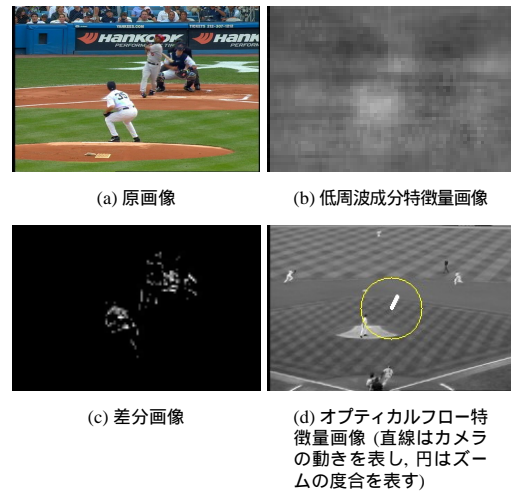 HANKOOK
HANKOOK
35
(a) 原画像
(b) 低周波成分特徴量画像
(c) 差分画像
(d) オプティカルフロー特
徴量画像 (直線はカメラ
の動きを表し, 円はズー
ムの度合を表す)